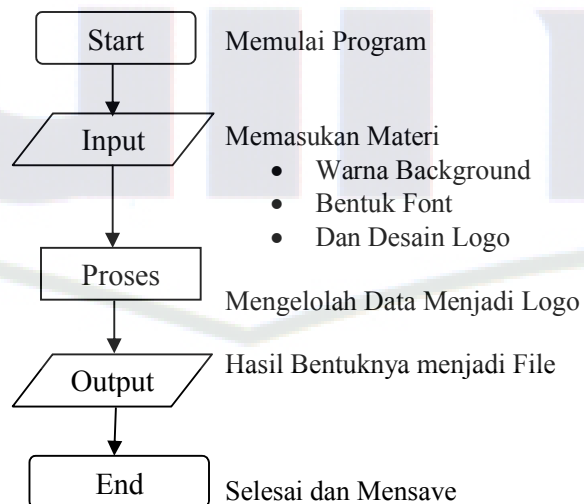 Start
Memulai Program
Input
Memasukan Materi
• Warna Background
• Bentuk Font
• Dan Desain Logo
Proses
Mengelolah Data Menjadi Logo
Hasil Bentuknya menjadi File
Output
End
Selesai dan Mensave